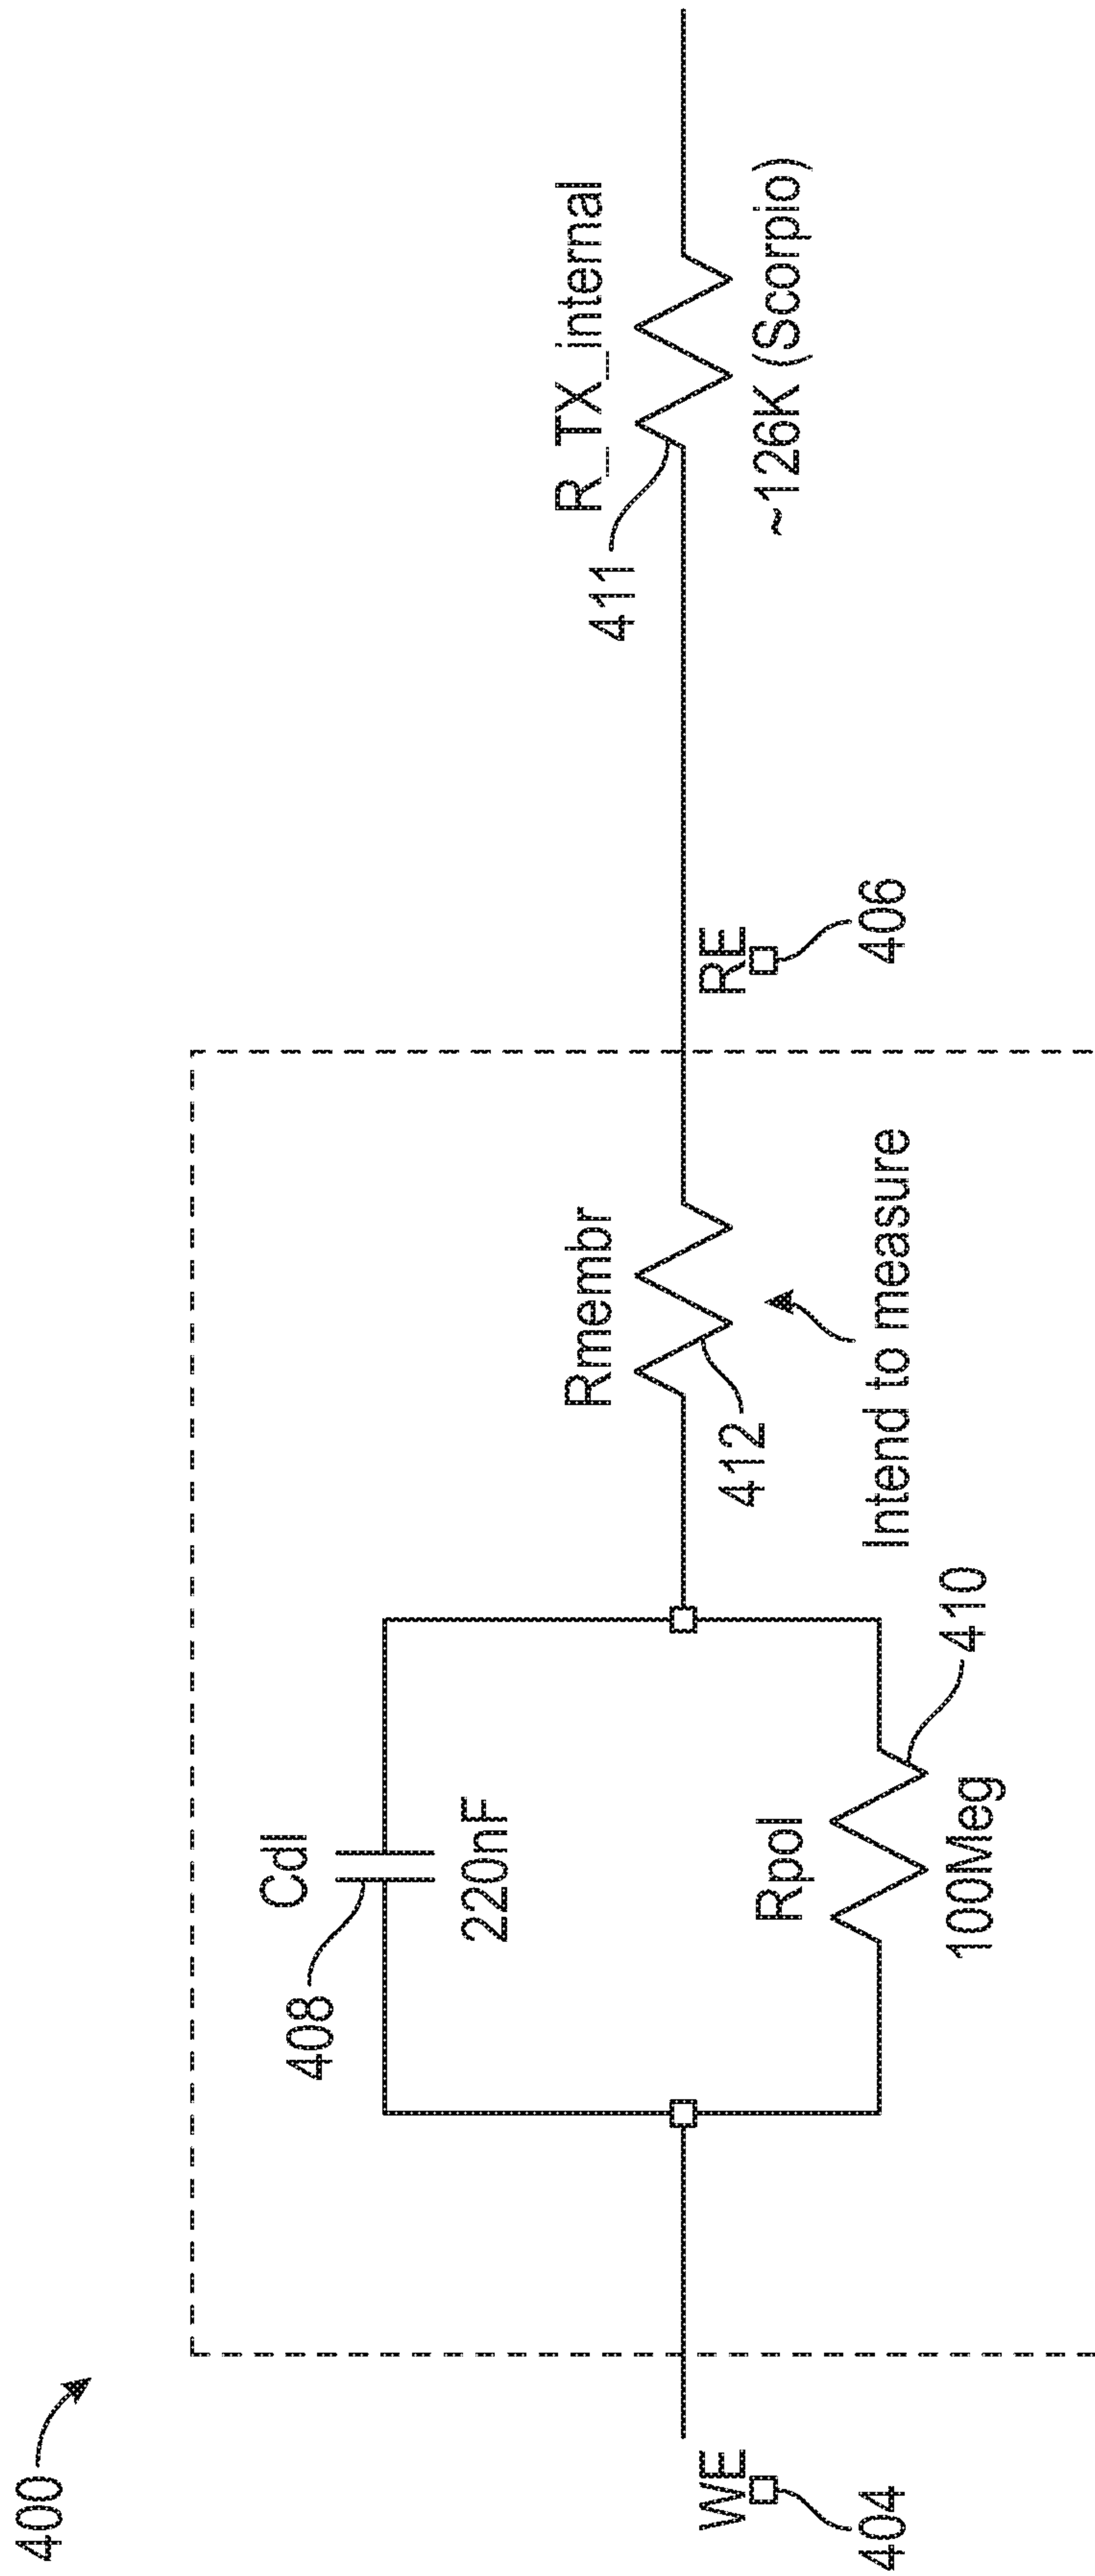 400
Cdl
408
220nF
Rpol
410
100Meg
Rmembr
412
Intend to measure
WE
404
RE
406
R_TX_internal
411
~126K (Scorpio)